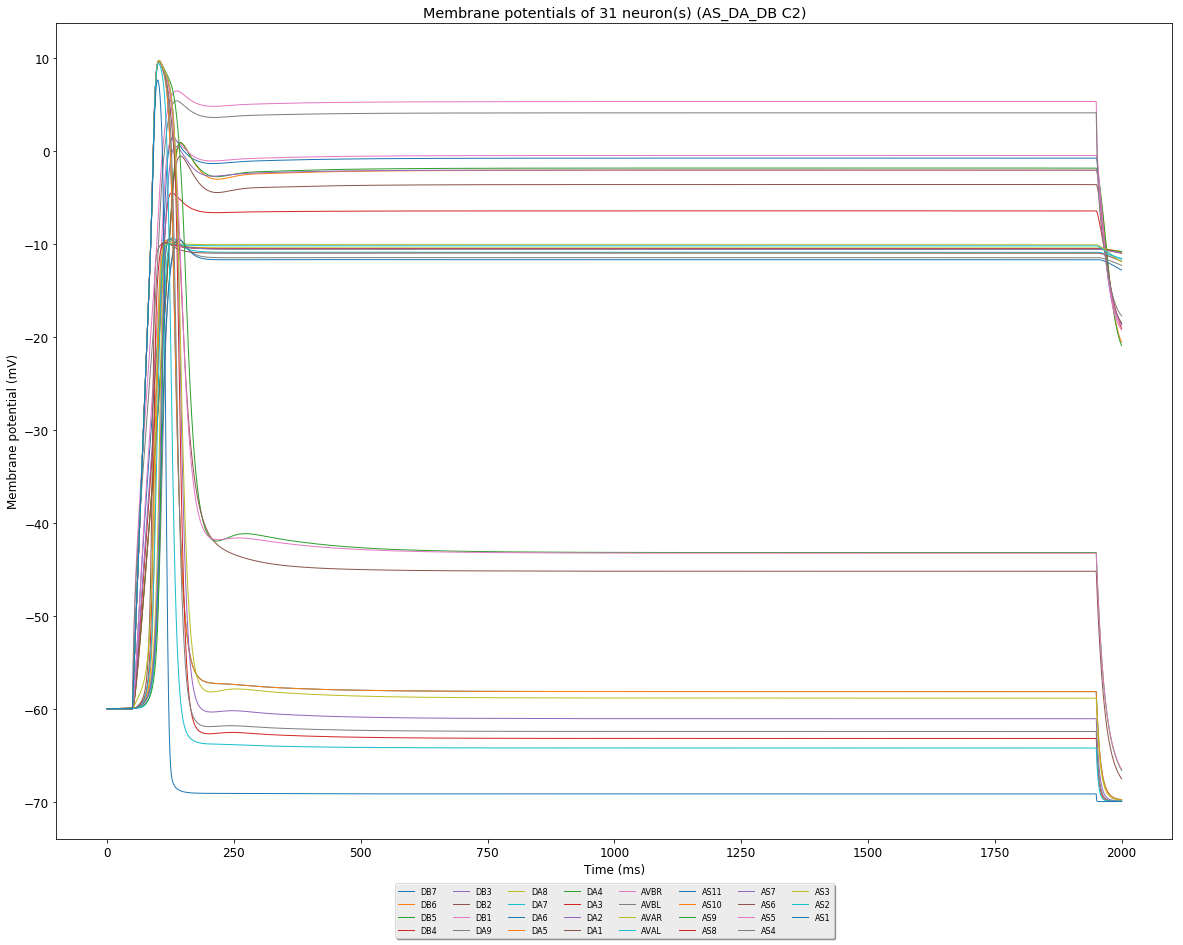 Membrane potentials of 31 neuron(s) (AS_DA_DB C2)
10
0
−10
−20
−30
−40
−50
−60
−70
Membrane potential (mV)
0 250 500 750 1000 1250 1500 1750 2000
Time (ms)
DB7 DB3 DA8 DA4 AVBR AS11 AS7 AS3
DB6 DB2 DA7 DA3 AVBL AS10 AS6 AS2
DB5 DB1 DA6 DA2 AVAR AS9 AS5 AS1
DB4 DA9 DA5 DA1 AVAL AS8 AS4